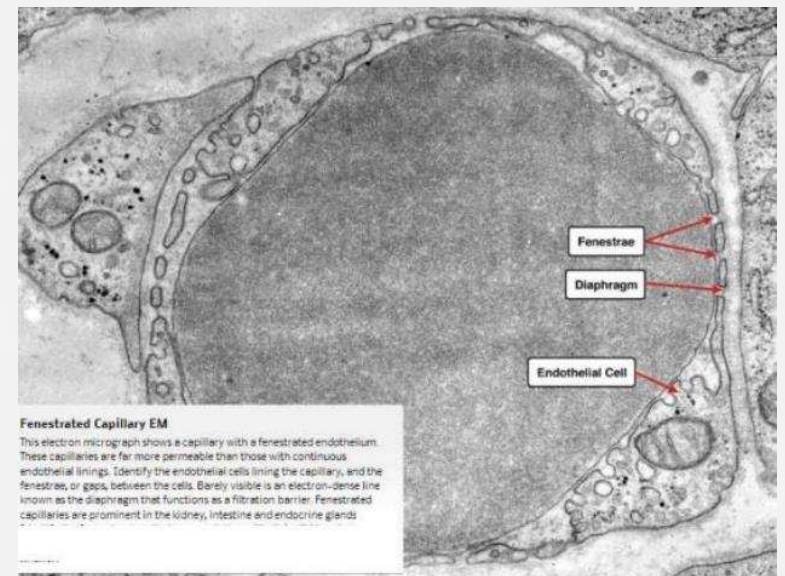 Fenestrae
Diaphragm
Endothelial Cell
Fenestrated Capillary EM
This electron micrograph shows a capillary with a fenestrated endothelium.
These capillaries are far more permeable than those with continuous
endothelial linings. Identify the endothelial cells lining the capillary, and the
fenestrae, or gaps, between the cells. Barely visible is an electron-dense line
known as the diaphragm that functions as a filtration barrier. Fenestrated
capillaries are prominent in the kidney, intestine and endocrine glands